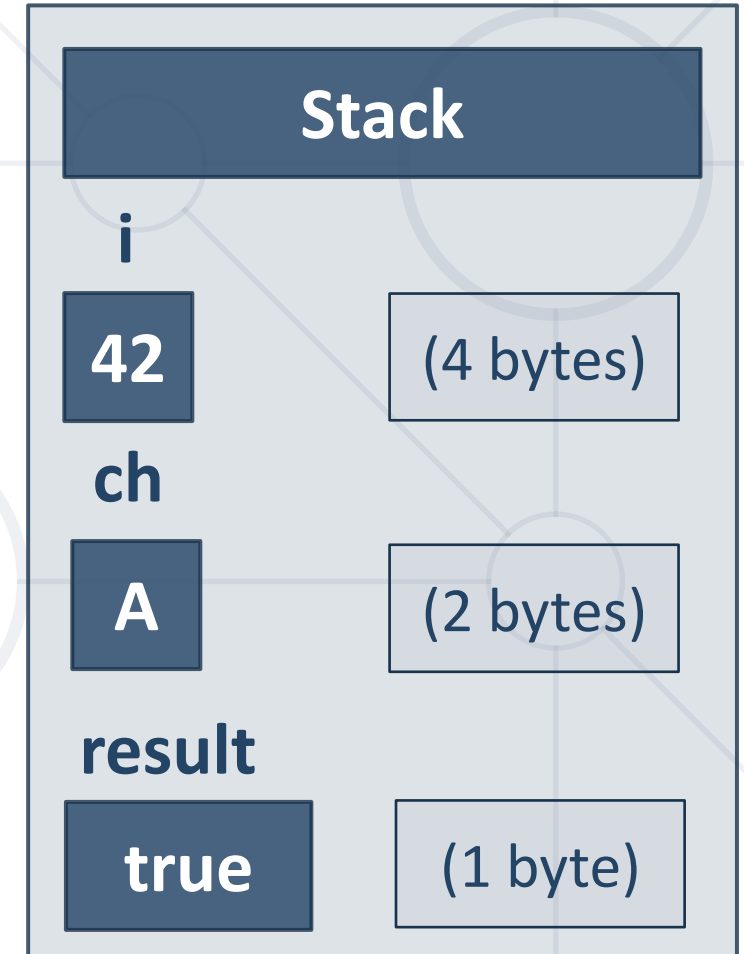 Stack
i
42 (4 bytes)
ch
A (2 bytes)
result
true (1 byte)